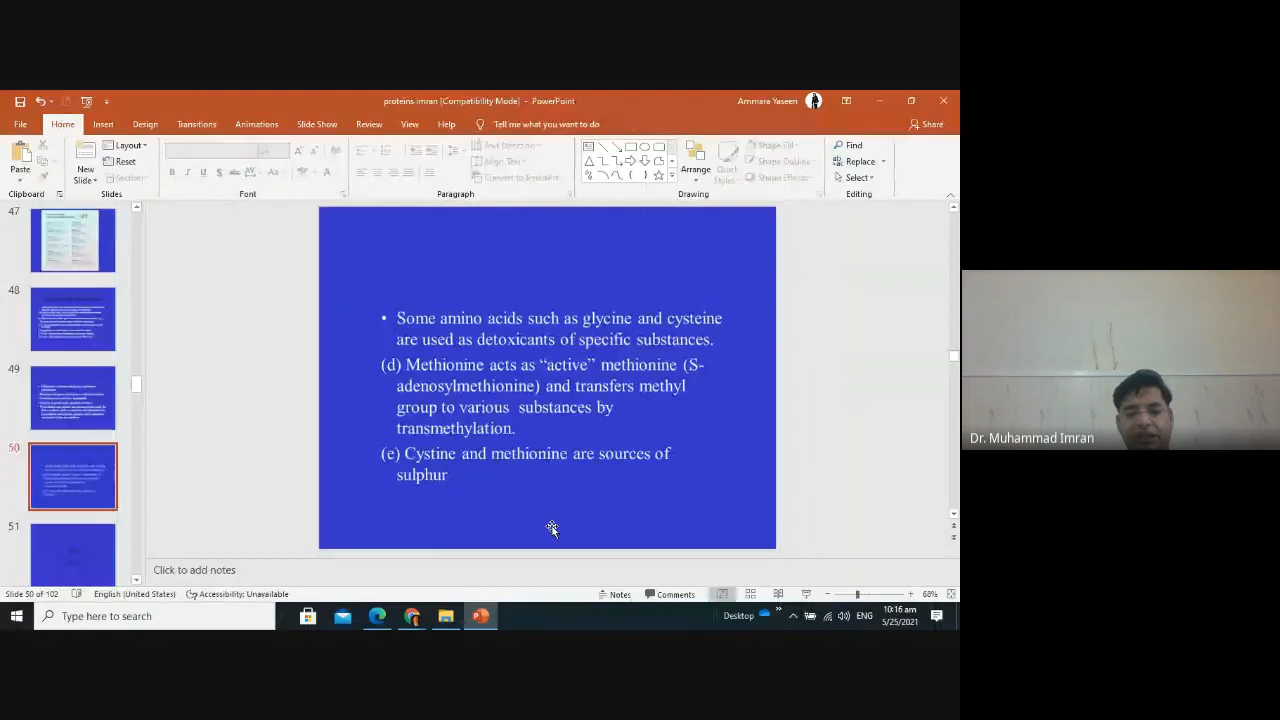 proteins imran [Compatibility Mode] - PowerPoint
Ammara Yaseen
File Home Insert Design Transitions Animations Slide Show Review View Help Tell me what you want to do
Share
Paste
Clipboard
New
Slide
Layout
Reset
Section
Slides
Font
Text Direction
Align Text
Convert to SmartArt
Paragraph
Arrange
Quick
Styles
Shape Fill
Shape Outline
Shape Effects
Drawing
Find
Replace
Select
Editing
47
48
49
50
51
• Some amino acids such as glycine and cysteine
are used as detoxicants of specific substances.
(d) Methionine acts as “active” methionine (S-
adenosylmethionine) and transfers methyl
group to various substances by
transmethylation.
(e) Cystine and methionine are sources of
sulphur
Click to add notes
Slide 50 of 102 English (United States) Accessibility: Unavailable
Notes Comments 68%
Type here to search
Desktop
ENG
10:16 am
5/25/2021
Dr. Muhammad Imran